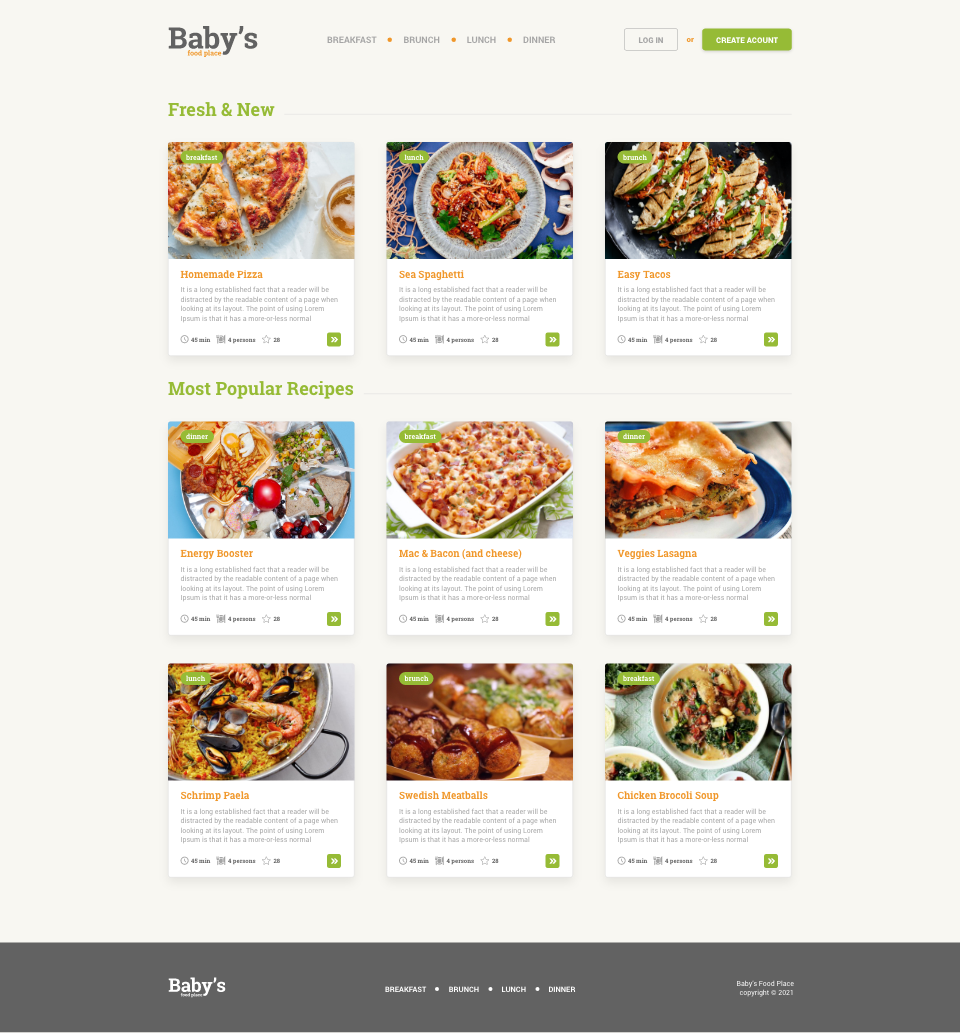 Baby's
food place
BREAKFAST BRUNCH LUNCH DINNER
LOG IN or CREATE ACOUNT
Fresh & New
breakfast
Homemade Pizza
It is a long established fact that a reader will be
distracted by the readable content of a page when
looking at its layout. The point of using Lorem
Ipsum is that it has a more-or-less normal
45 min 4 persons 28
lunch
Sea Spaghetti
It is a long established fact that a reader will be
distracted by the readable content of a page when
looking at its layout. The point of using Lorem
Ipsum is that it has a more-or-less normal
45 min 4 persons 28
brunch
Easy Tacos
It is a long established fact that a reader will be
distracted by the readable content of a page when
looking at its layout. The point of using Lorem
Ipsum is that it has a more-or-less normal
45 min 4 persons 28
Most Popular Recipes
dinner
Energy Booster
It is a long established fact that a reader will be
distracted by the readable content of a page when
looking at its layout. The point of using Lorem
Ipsum is that it has a more-or-less normal
45 min 4 persons 28
breakfast
Mac & Bacon (and cheese)
It is a long established fact that a reader will be
distracted by the readable content of a page when
looking at its layout. The point of using Lorem
Ipsum is that it has a more-or-less normal
45 min 4 persons 28
dinner
Veggies Lasagna
It is a long established fact that a reader will be
distracted by the readable content of a page when
looking at its layout. The point of using Lorem
Ipsum is that it has a more-or-less normal
45 min 4 persons 28
lunch
Schrimp Paela
It is a long established fact that a reader will be
distracted by the readable content of a page when
looking at its layout. The point of using Lorem
Ipsum is that it has a more-or-less normal
45 min 4 persons 28
brunch
Swedish Meatballs
It is a long established fact that a reader will be
distracted by the readable content of a page when
looking at its layout. The point of using Lorem
Ipsum is that it has a more-or-less normal
45 min 4 persons 28
breakfast
Chicken Brocoli Soup
It is a long established fact that a reader will be
distracted by the readable content of a page when
looking at its layout. The point of using Lorem
Ipsum is that it has a more-or-less normal
45 min 4 persons 28
Baby's
food place
BREAKFAST BRUNCH LUNCH DINNER
Baby's Food Place
copyright © 2021